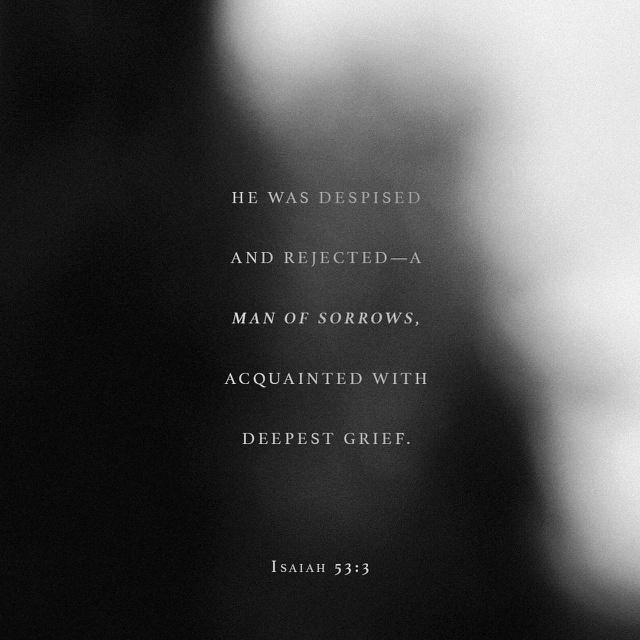 HE WAS DESPISED
AND REJECTED—A
MAN OF SORROWS,
ACQUAINTED WITH
DEEPEST GRIEF.
Isaiah 53:3